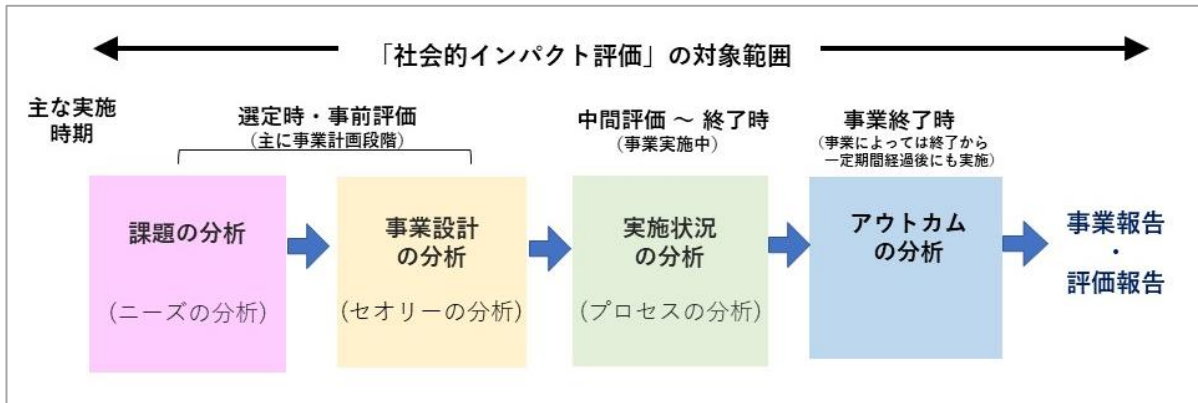 「社会的インパクト評価」の対象範囲
主な実施
時期
選定時・事前評価
(主に事業計画段階)
中間評価 ～ 終了時
(事業実施中)
事業終了時
(事業によっては終了から
一定期間経過後にも実施)
課題の分析
(ニーズの分析)
事業設計
の分析
(セオリーの分析)
実施状況
の分析
(プロセスの分析)
アウトカム
の分析
事業報告
・
評価報告